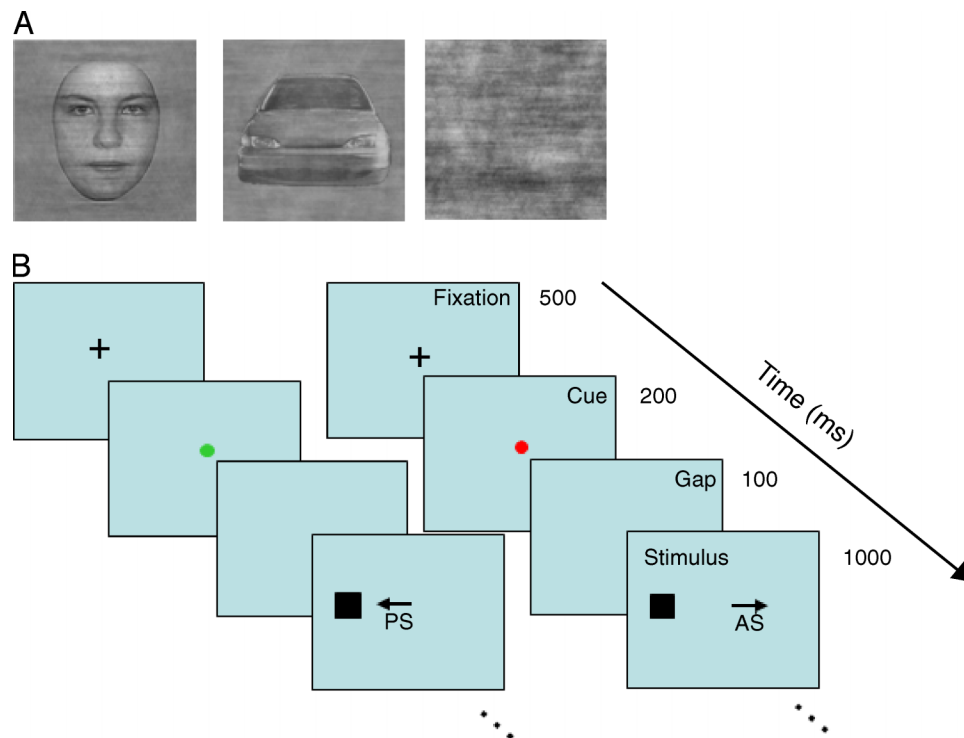 A
B
Fixation
500
Cue
200
Time (ms)
Gap
100
Stimulus
1000
PS
AS